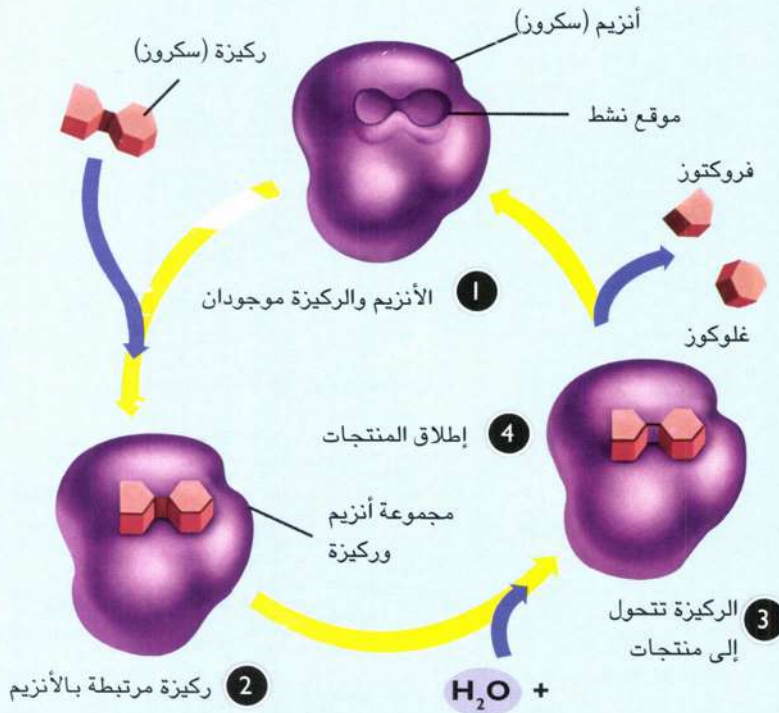 أنزيم (سكروز)
ركيزة (سكروز)
موقع نشط
فروكتوز
غلوكوز
1 الأنزيم والركيزة موجودان
4 إطلاق المنتجات
مجموعة أنزيم
وركيزة
3 الركيزة تتحول
إلى منتجات
2 ركيزة مرتبطة بالأنزيم
H₂O +